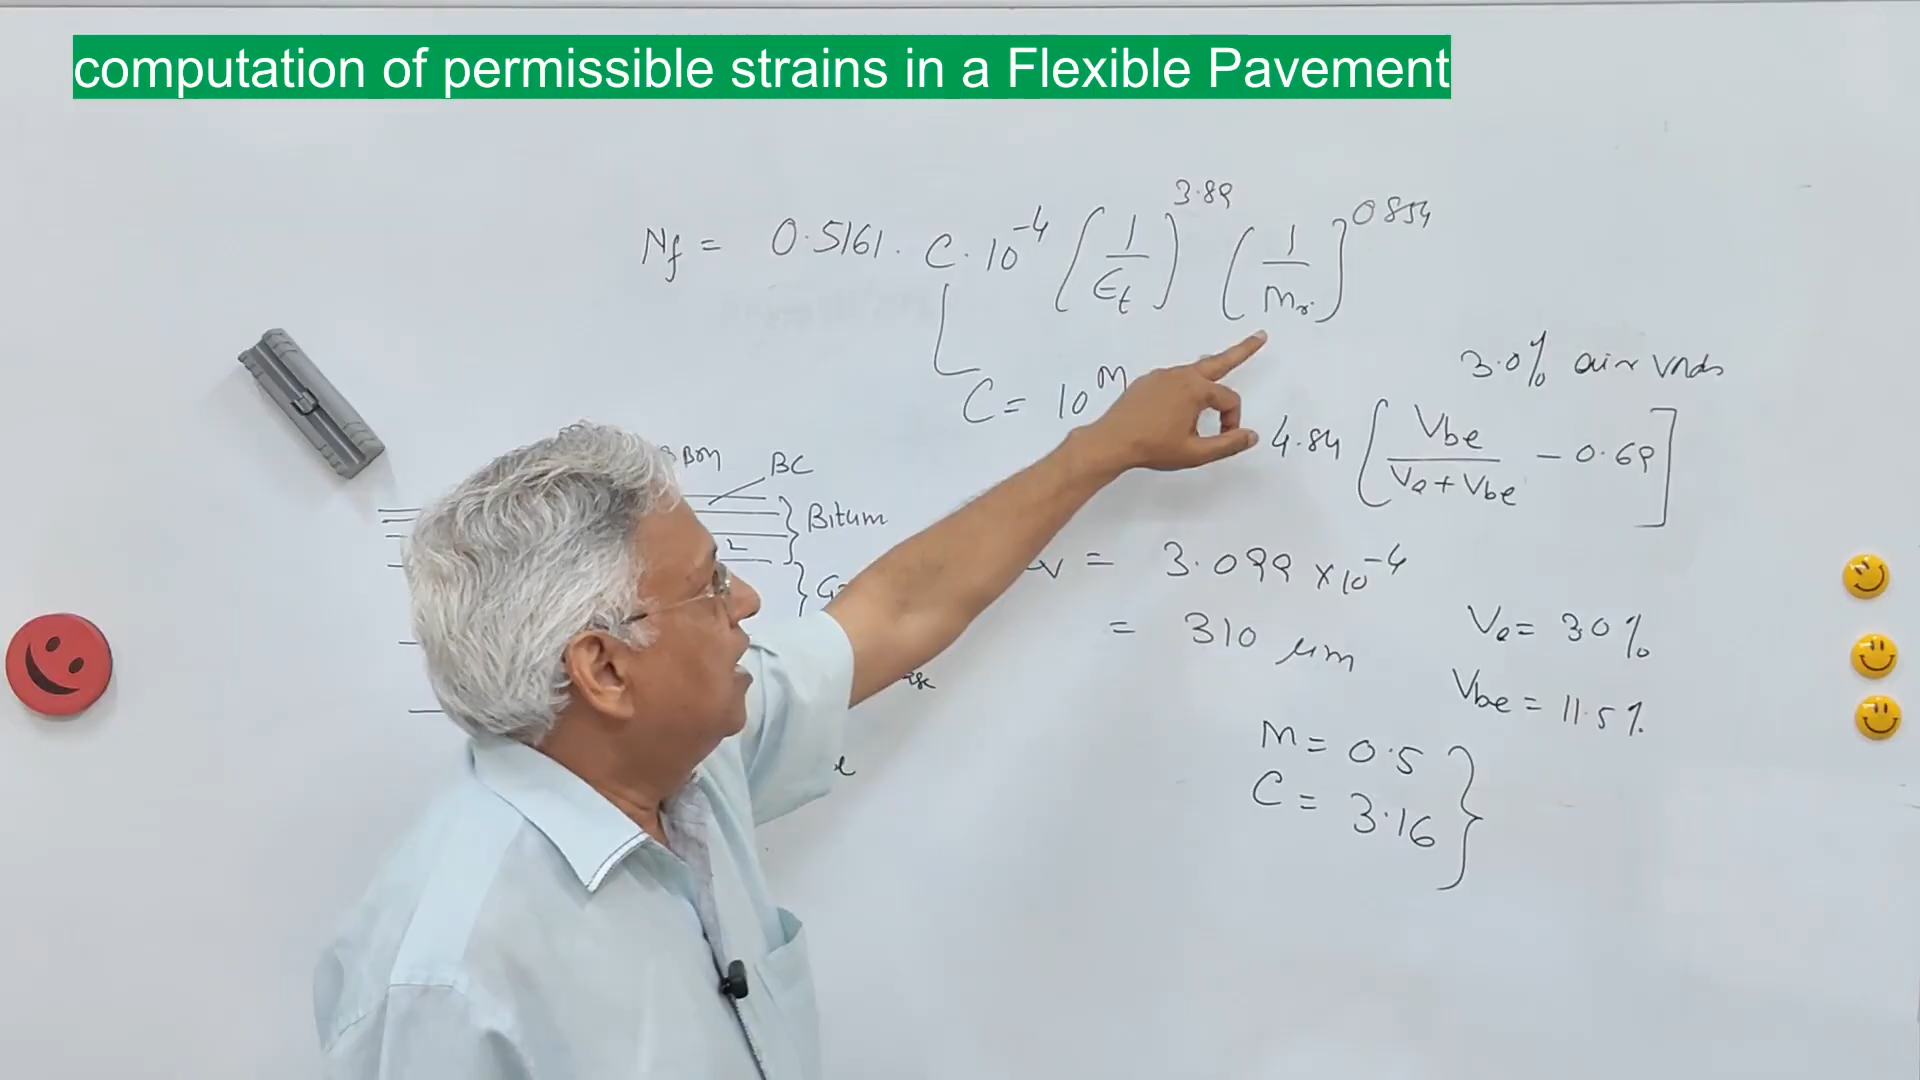 computation of permissible strains in a Flexible Pavement
Nf = 0.5161. C. 10^-4 (1/Єt)^3.89 (1/Mr)^0.854
C = 10^M
3.0% air voids
4.84 [Vbe/(Va + Vbe) - 0.69]
BC
Bitum
v = 3.099 x 10^-4
= 310 μm
Va = 3.0%
Vbe = 11.5%
M = 0.5
C = 3.16